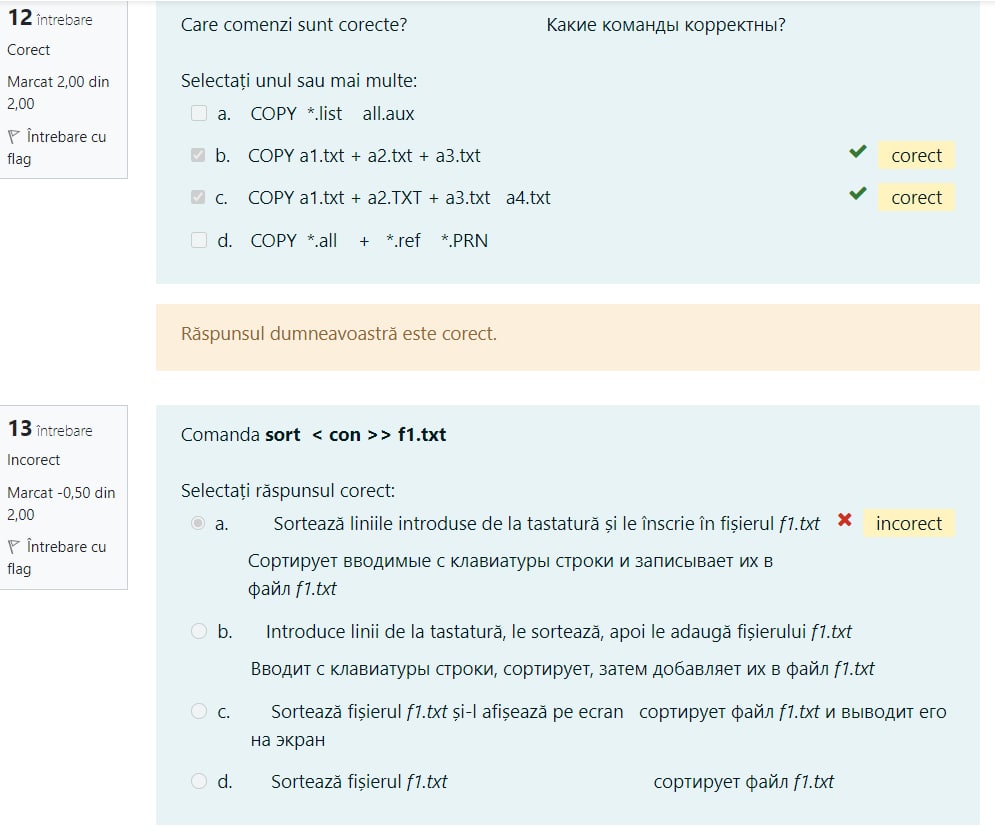 12 întrebare
Corect
Marcat 2,00 din
2,00
Întrebare cu
flag
Care comenzi sunt corecte? Какие команды корректны?
Selectați unul sau mai multe:
a. COPY *.list all.aux
b. COPY a1.txt + a2.txt + a3.txt corect
c. COPY a1.txt + a2.TXT + a3.txt a4.txt corect
d. COPY *.all + *.ref *.PRN
Răspunsul dumneavoastră este corect.
13 întrebare
Incorect
Marcat -0,50 din
2,00
Întrebare cu
flag
Comanda sort < con >> f1.txt
Selectați răspunsul corect:
a. Sortează liniile introduse de la tastatură și le înscrie în fișierul f1.txt incorect
Сортирует вводимые с клавиатуры строки и записывает их в
файл f1.txt
b. Introduce linii de la tastatură, le sortează, apoi le adaugă fișierului f1.txt
Вводит с клавиатуры строки, сортирует, затем добавляет их в файл f1.txt
c. Sortează fișierul f1.txt și-l afișează pe ecran сортирует файл f1.txt и выводит его
на экран
d. Sortează fișierul f1.txt сортирует файл f1.txt